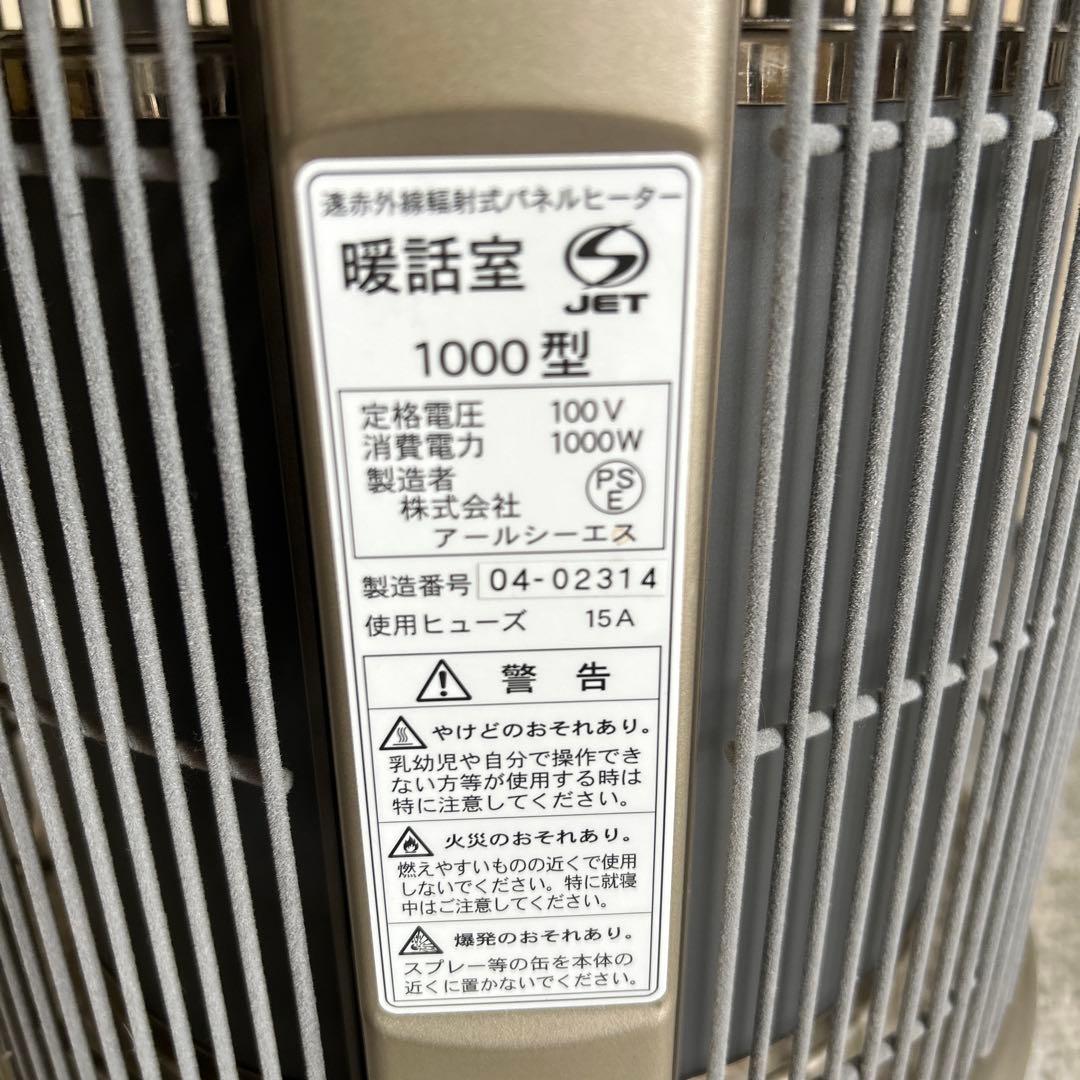 遠赤外線輻射式パネルヒーター
暖話室
JET
1000型
定格電圧 100V
消費電力 1000W
製造者
株式会社
アールシーエス
PS
E
製造番号 04-02314
使用ヒューズ 15A
警告
やけどのおそれあり。
乳幼児や自分で操作でき
ない方等が使用する時は
特に注意してください。
火災のおそれあり。
燃えやすいものの近くで使用
しないでください。特に就寝
中はご注意してください。
爆発のおそれあり。
スプレー等の缶を本体の
近くに置かないでください。